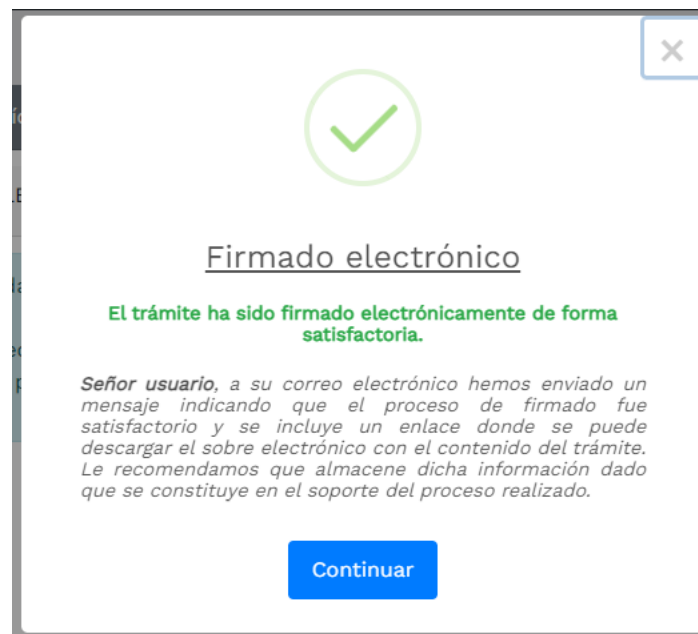 Firmado electrónico
El trámite ha sido firmado electrónicamente de forma
satisfactoria.
Señor usuario, a su correo electrónico hemos enviado un
mensaje indicando que el proceso de firmado fue
satisfactorio y se incluye un enlace donde se puede
descargar el sobre electrónico con el contenido del trámite.
Le recomendamos que almacene dicha información dado
que se constituye en el soporte del proceso realizado.
Continuar